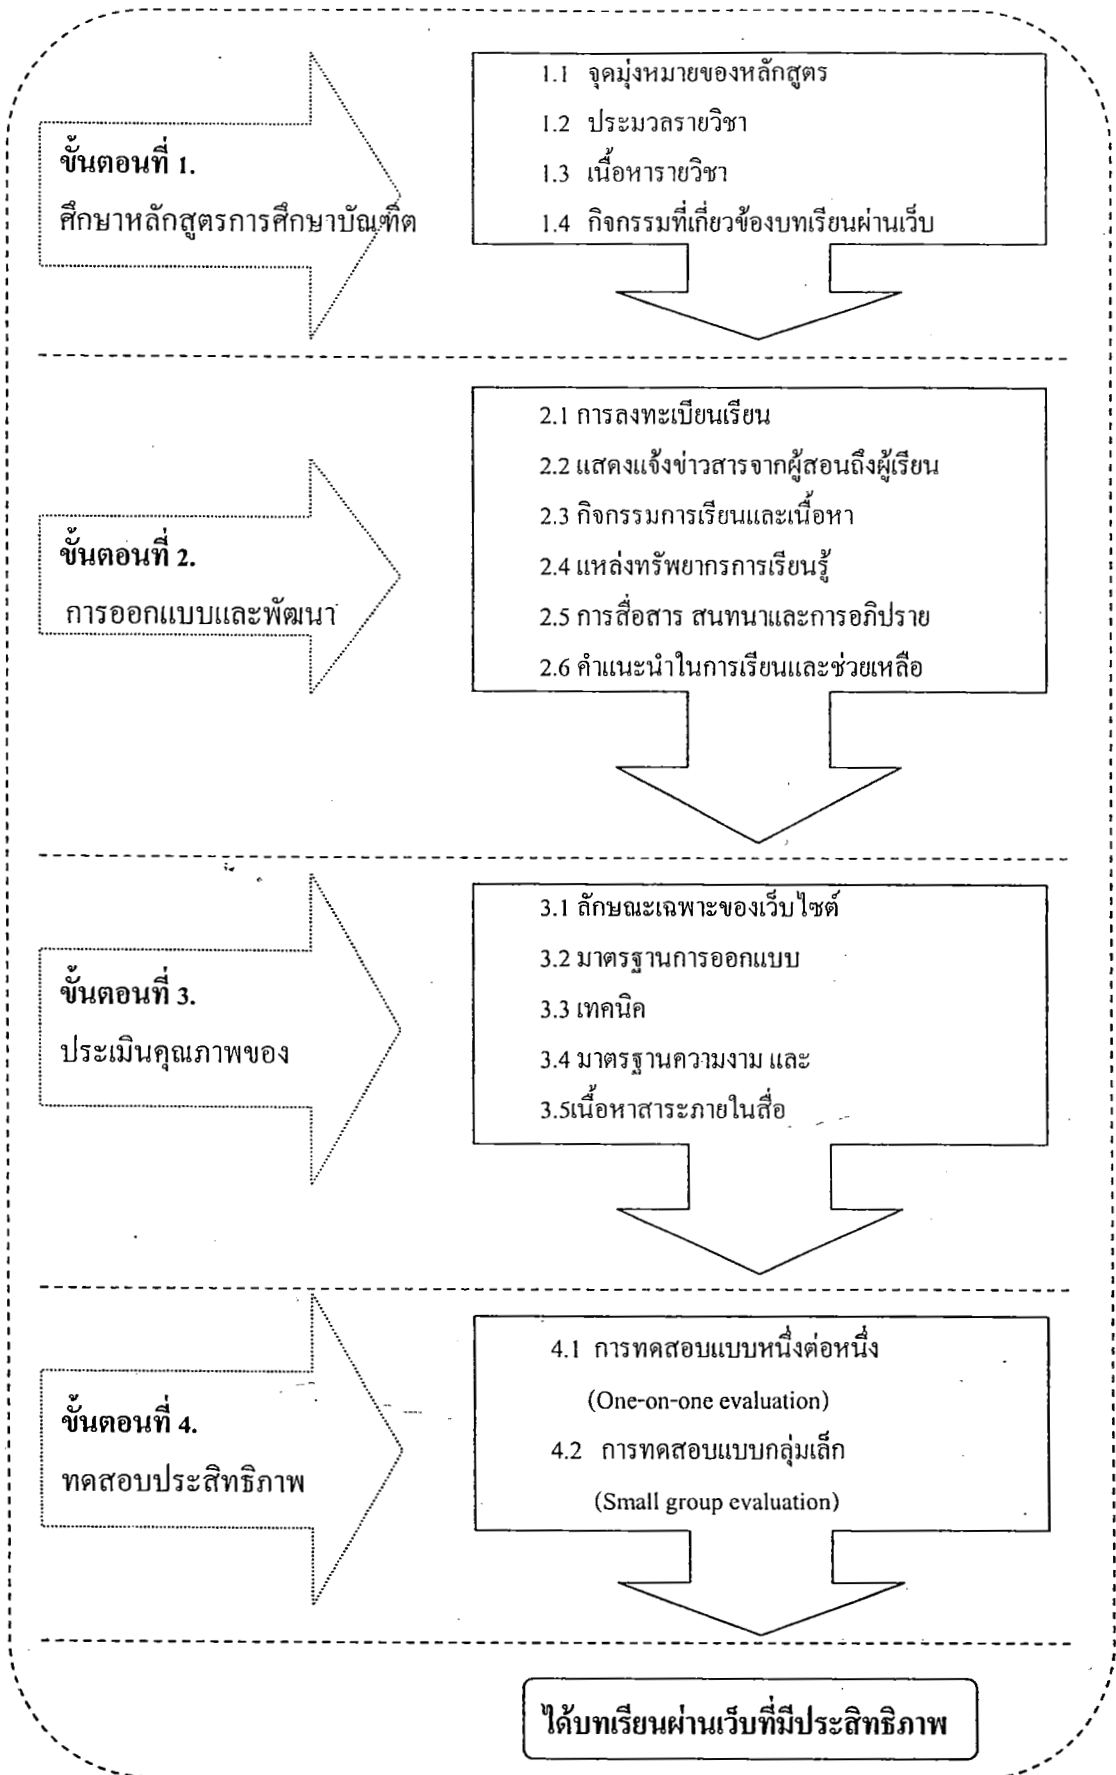 ขั้นตอนที่ 1.
ศึกษาหลักสูตรการศึกษาบัณฑิต
1.1 จุดมุ่งหมายของหลักสูตร
1.2 ประมวลรายวิชา
1.3 เนื้อหารายวิชา
1.4 กิจกรรมที่เกี่ยวข้องบทเรียนผ่านเว็บ
ขั้นตอนที่ 2.
การออกแบบและพัฒนา
2.1 การลงทะเบียนเรียน
2.2 แสดงแจ้งข่าวสารจากผู้สอนถึงผู้เรียน
2.3 กิจกรรมการเรียนและเนื้อหา
2.4 แหล่งทรัพยากรการเรียนรู้
2.5 การสื่อสาร สนทนาและการอภิปราย
2.6 คำแนะนำในการเรียนและช่วยเหลือ
ขั้นตอนที่ 3.
ประเมินคุณภาพของ
3.1 ลักษณะเฉพาะของเว็บไซต์
3.2 มาตรฐานการออกแบบ
3.3 เทคนิค
3.4 มาตรฐานความงาม และ
3.5เนื้อหาสาระภายในสื่อ
ขั้นตอนที่ 4.
ทดสอบประสิทธิภาพ
4.1 การทดสอบแบบหนึ่งต่อหนึ่ง
(One-on-one evaluation)
4.2 การทดสอบแบบกลุ่มเล็ก
(Small group evaluation)
ได้บทเรียนผ่านเว็บที่มีประสิทธิภาพ